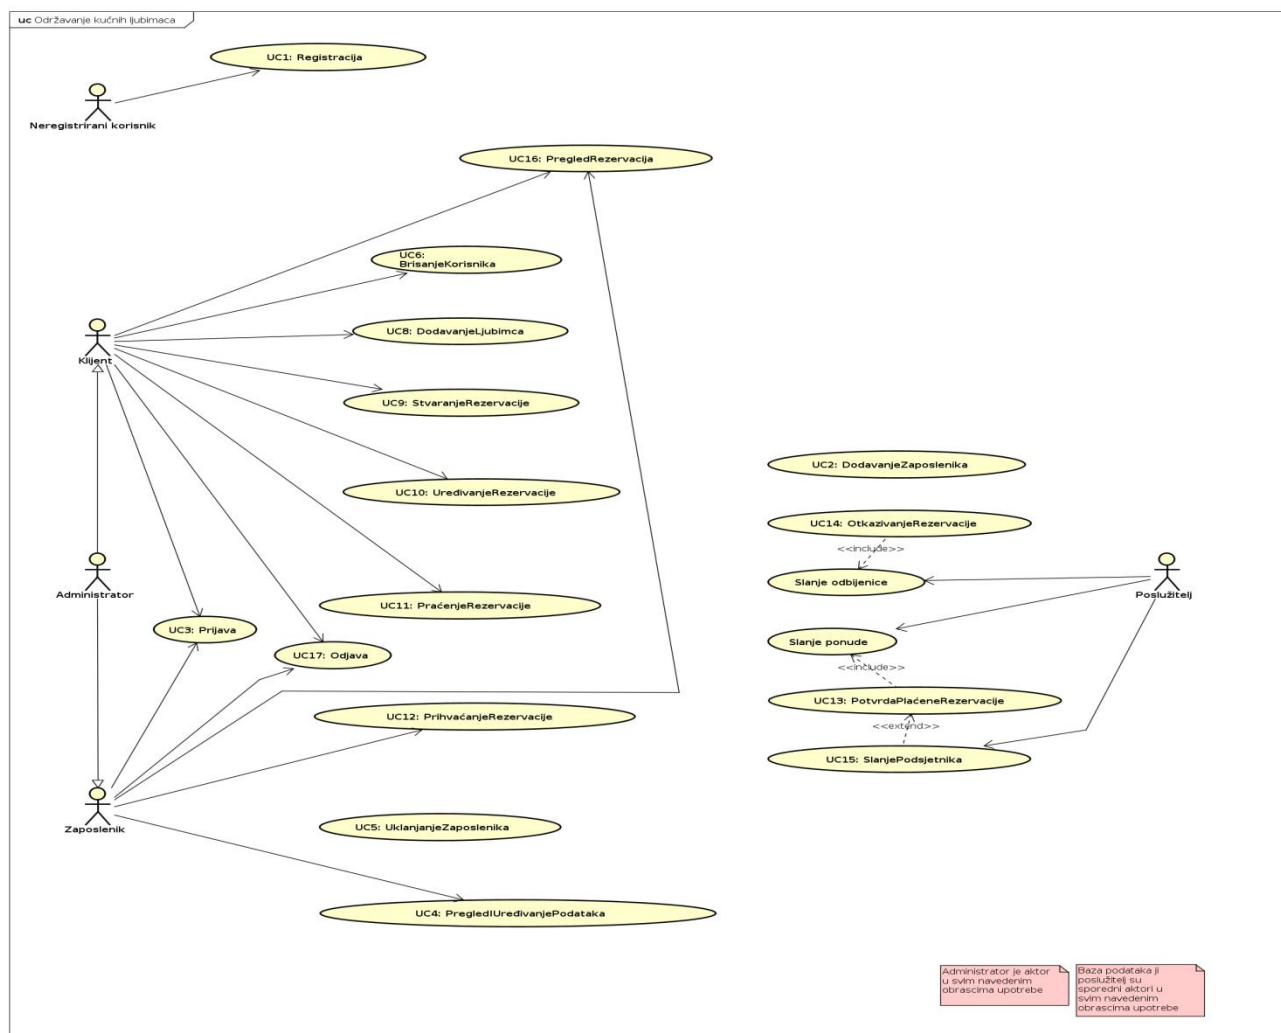 uc Održavanje kućnih ljubimaca
UC1: Registracija
Neregistrirani korisnik
UC16: PregledRezervacija
UC6:
BrisanjeKorisnika
UC8: DodavanjeLjubimca
Klijent
UC9: StvaranjeRezervacije
UC2: DodavanjeZaposlenika
UC10: UređivanjeRezervacije
UC14: OtkazivanjeRezervacije
<<include>>
Slanje odbijenice
Administrator
Poslužitelj
UC11: PraćenjeRezervacije
UC3: Prijava
Slanje ponude
UC17: Odjava
<<include>>
UC13: PotvrdaPlaćeneRezervacije
UC12: PrihvaćanjeRezervacije
<<extend>>
UC15: SlanjePodsjetnika
Zaposlenik
UC5: UklanjanjeZaposlenika
UC4: PregledIUređivanjePodataka
Administrator je aktor
u svim navedenim
obrascima upotrebe
Baza podataka ji
poslužitelj su
sporedni aktori u
svim navedenim
obrascima upotrebe